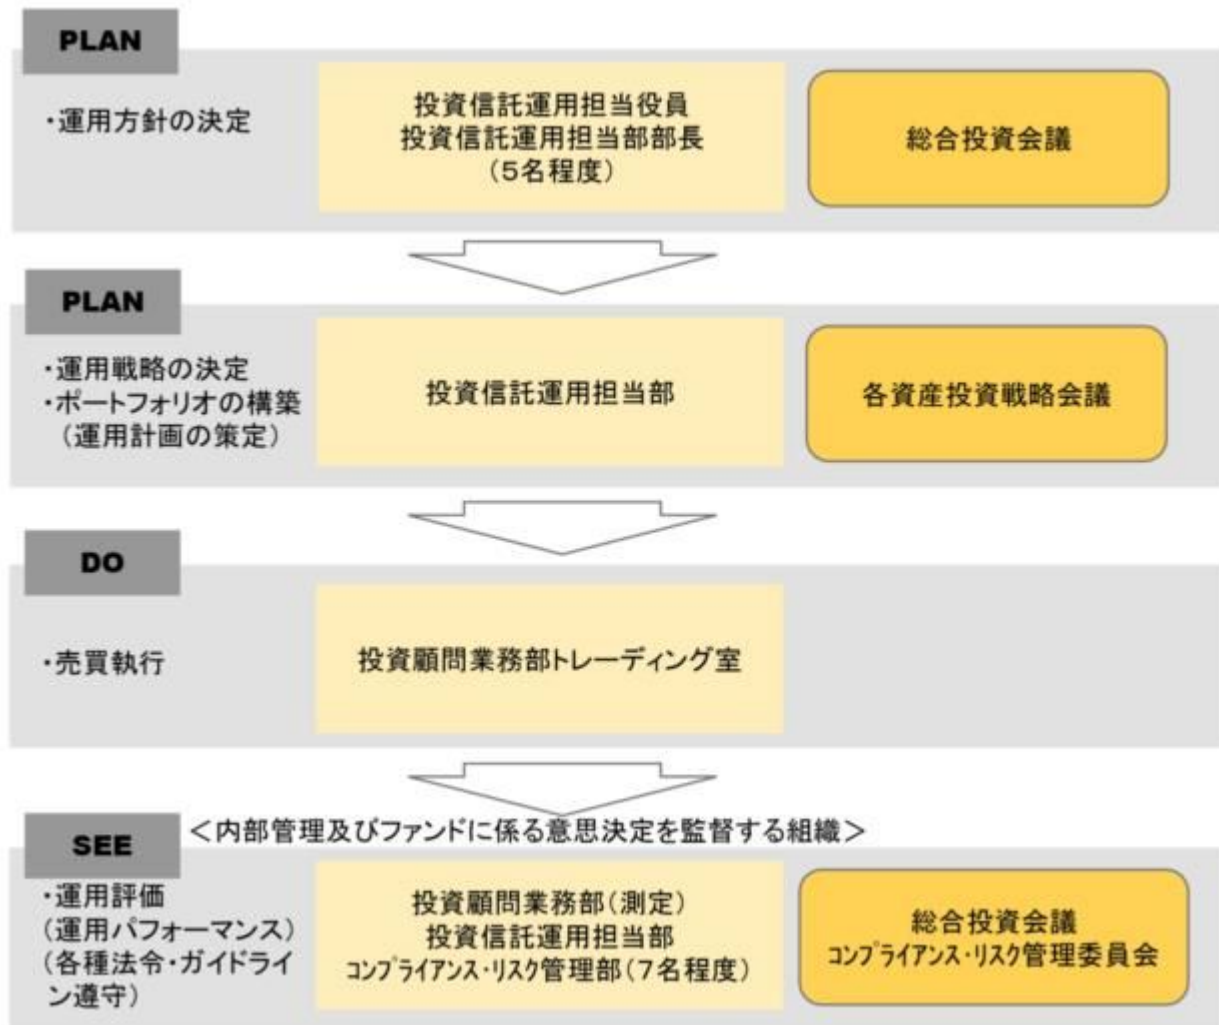 PLAN
・運用方針の決定
投資信託運用担当役員
投資信託運用担当部部長
(5名程度)
総合投資会議
PLAN
・運用戦略の決定
・ポートフォリオの構築
(運用計画の策定)
投資信託運用担当部
各資産投資戦略会議
DO
・売買執行
投資顧問業務部トレーディング室
SEE
＜内部管理及びファンドに係る意思決定を監督する組織＞
・運用評価
(運用パフォーマンス)
(各種法令・ガイドライ
ン遵守)
投資顧問業務部(測定)
投資信託運用担当部
コンプライアンス・リスク管理部(7名程度)
総合投資会議
コンプライアンス・リスク管理委員会